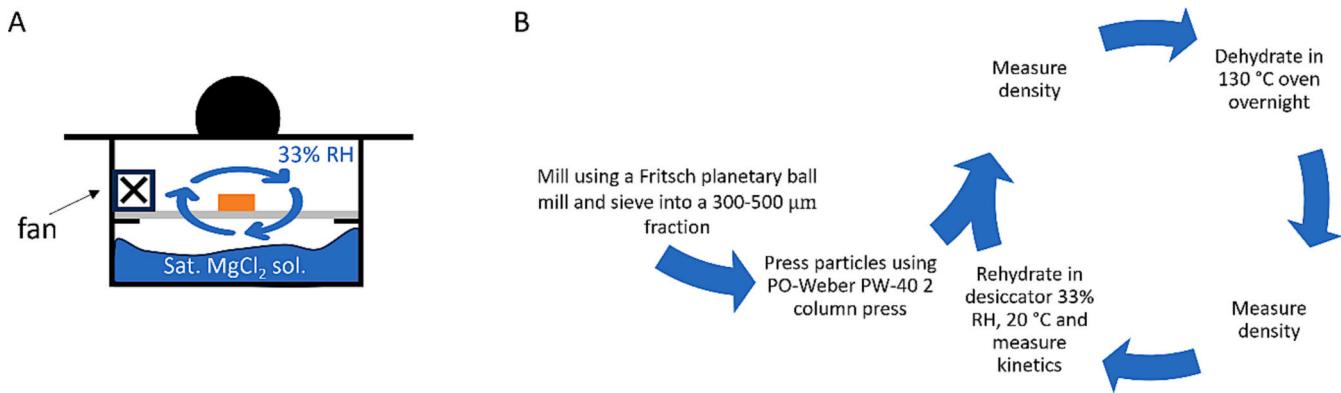 A
33% RH
fan
Sat. MgCl₂ sol.
B
Mill using a Fritsch planetary ball
mill and sieve into a 300-500 µm
fraction
Press particles using
PO-Weber PW-40 2
column press
Measure
density
Dehydrate in
130 °C oven
overnight
Measure
density
Rehydrate in
desiccator 33%
RH, 20 °C and
measure
kinetics